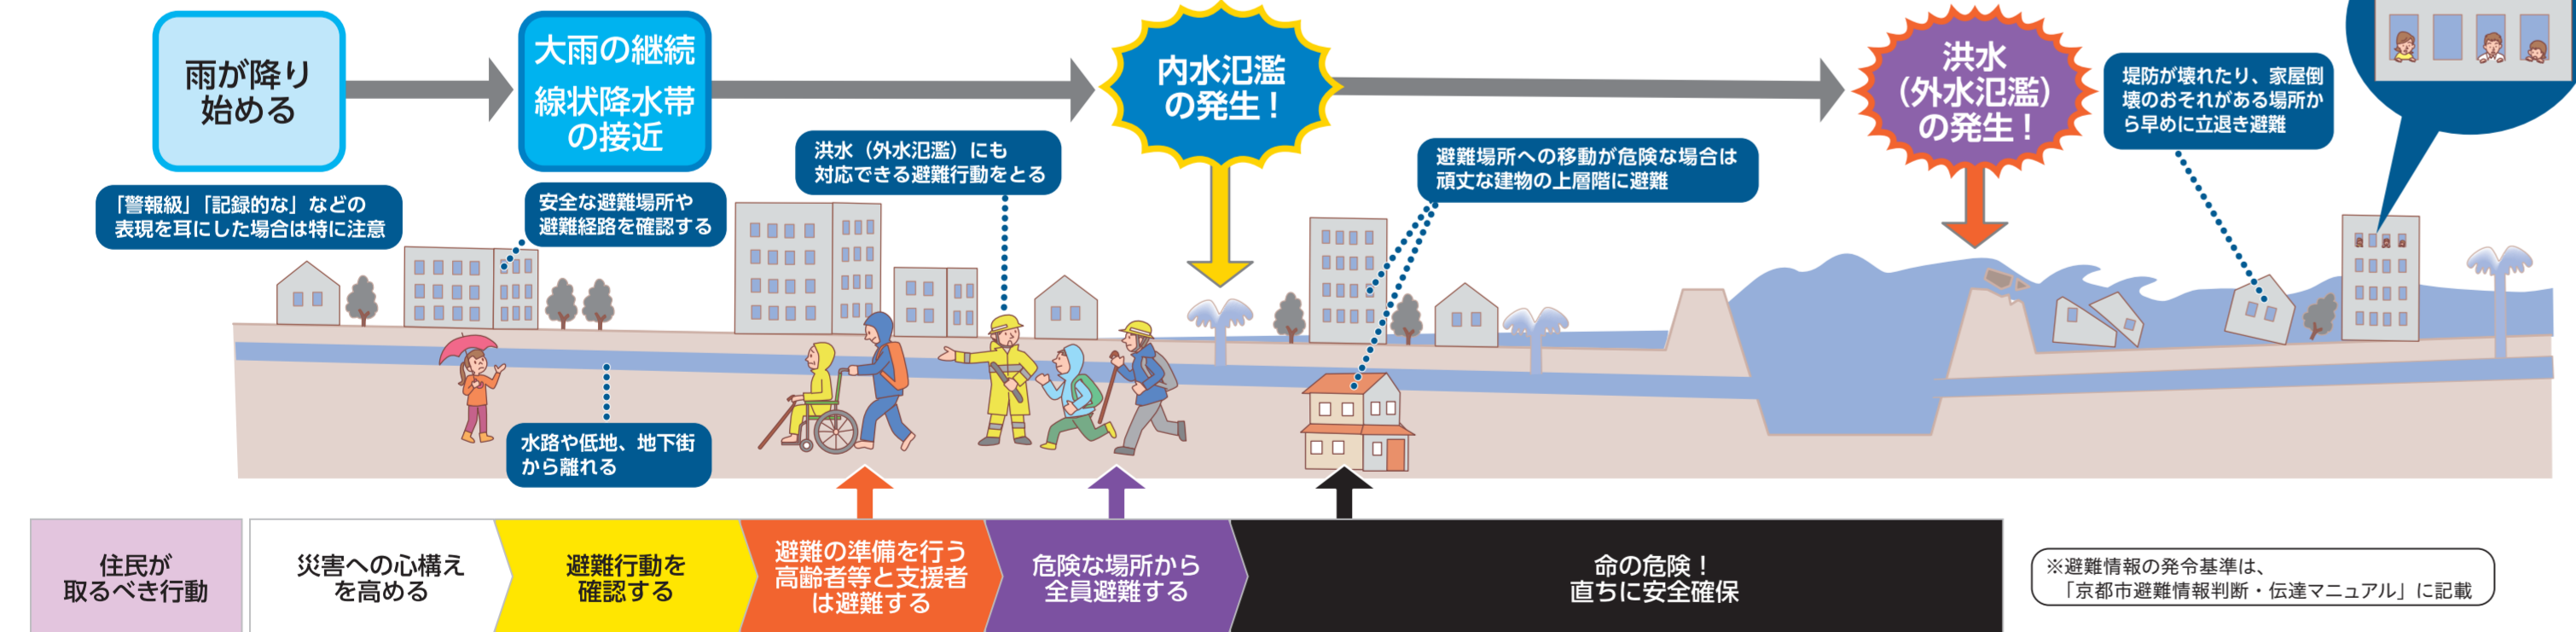 雨が降り
始める
大雨の継続
線状降水帯
の接近
内水氾濫
の発生!
洪水
(外水氾濫)
の発生!
堤防が壊れたり、家屋倒
壊のおそれがある場所か
ら早めに立退き避難
洪水(外水氾濫)にも
対応できる避難行動をとる
避難場所への移動が危険な場合は
頑丈な建物の上層階に避難
「警報級」「記録的な」などの
表現を耳にした場合は特に注意
安全な避難場所や
避難経路を確認する
水路や低地、地下街
から離れる
住民が
取るべき行動
災害への心構え
を高める
避難行動を
確認する
避難の準備を行う
高齢者等と支援者
は避難する
危険な場所から
全員避難する
命の危険!
直ちに安全確保
※避難情報の発令基準は、
「京都市避難情報判断・伝達マニュアル」に記載